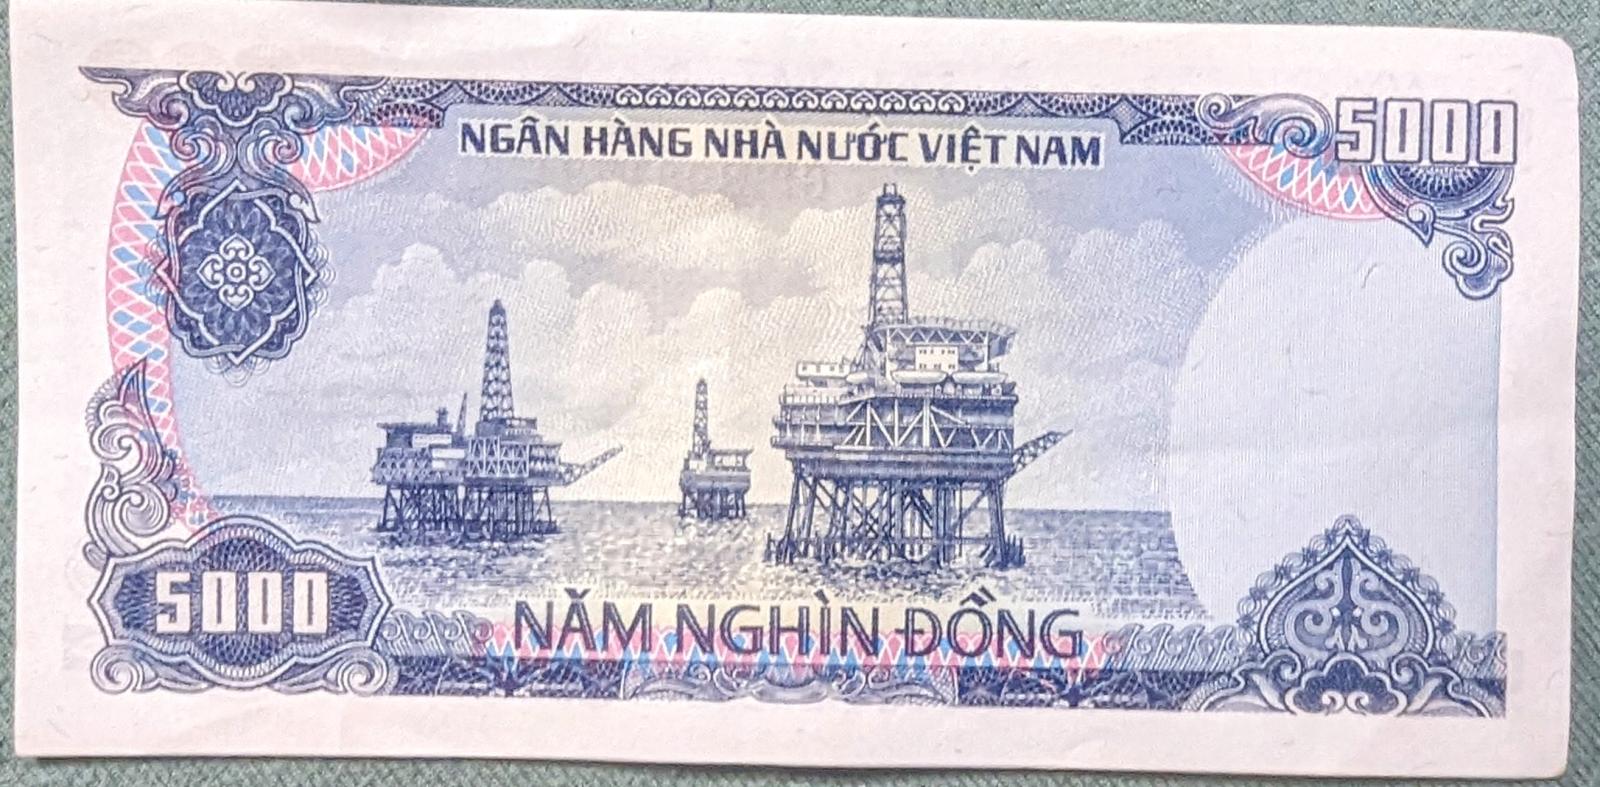 NGÂN HÀNG NHÀ NƯỚC VIỆT NAM
5000
5000
NĂM NGHÌN ĐỒNG